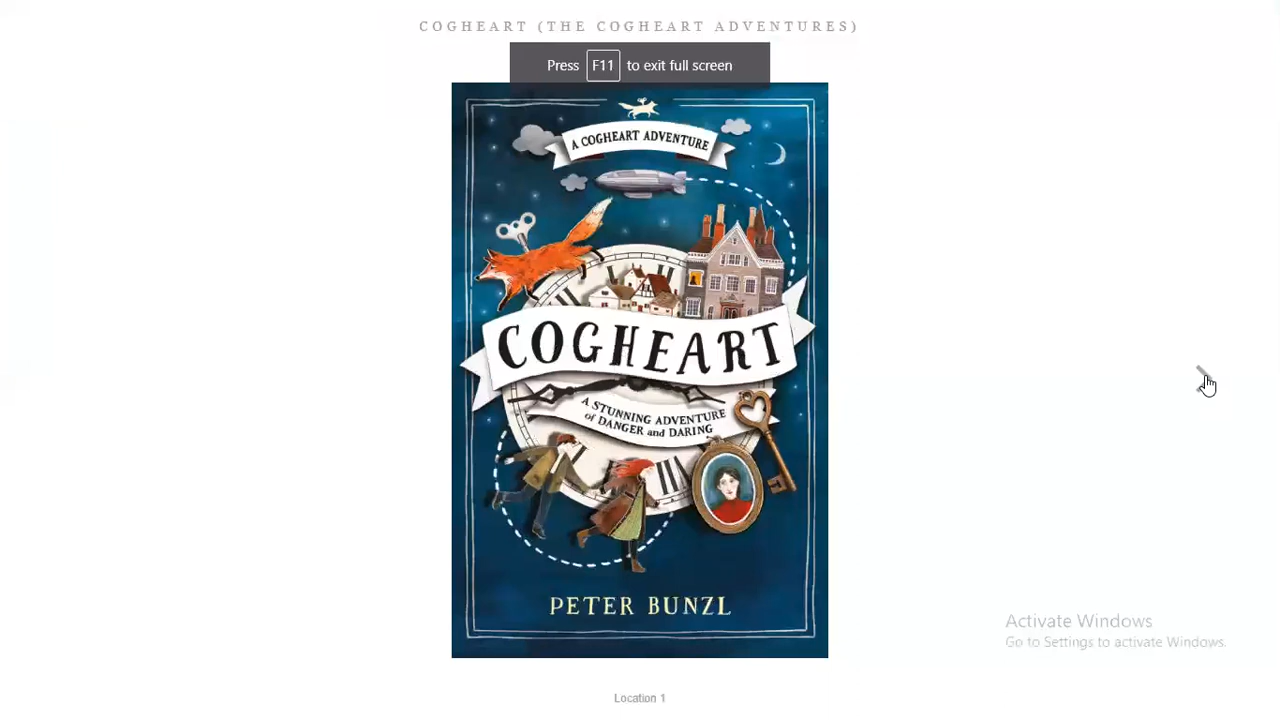 COGHEART (THE COGHEART ADVENTURES)
Press F11 to exit full screen
A COGHEART ADVENTURE
COGHEART
A STUNNING ADVENTURE
of DANGER and DARING
PETER BUNZL
Activate Windows
Go to Settings to activate Windows.
Location 1